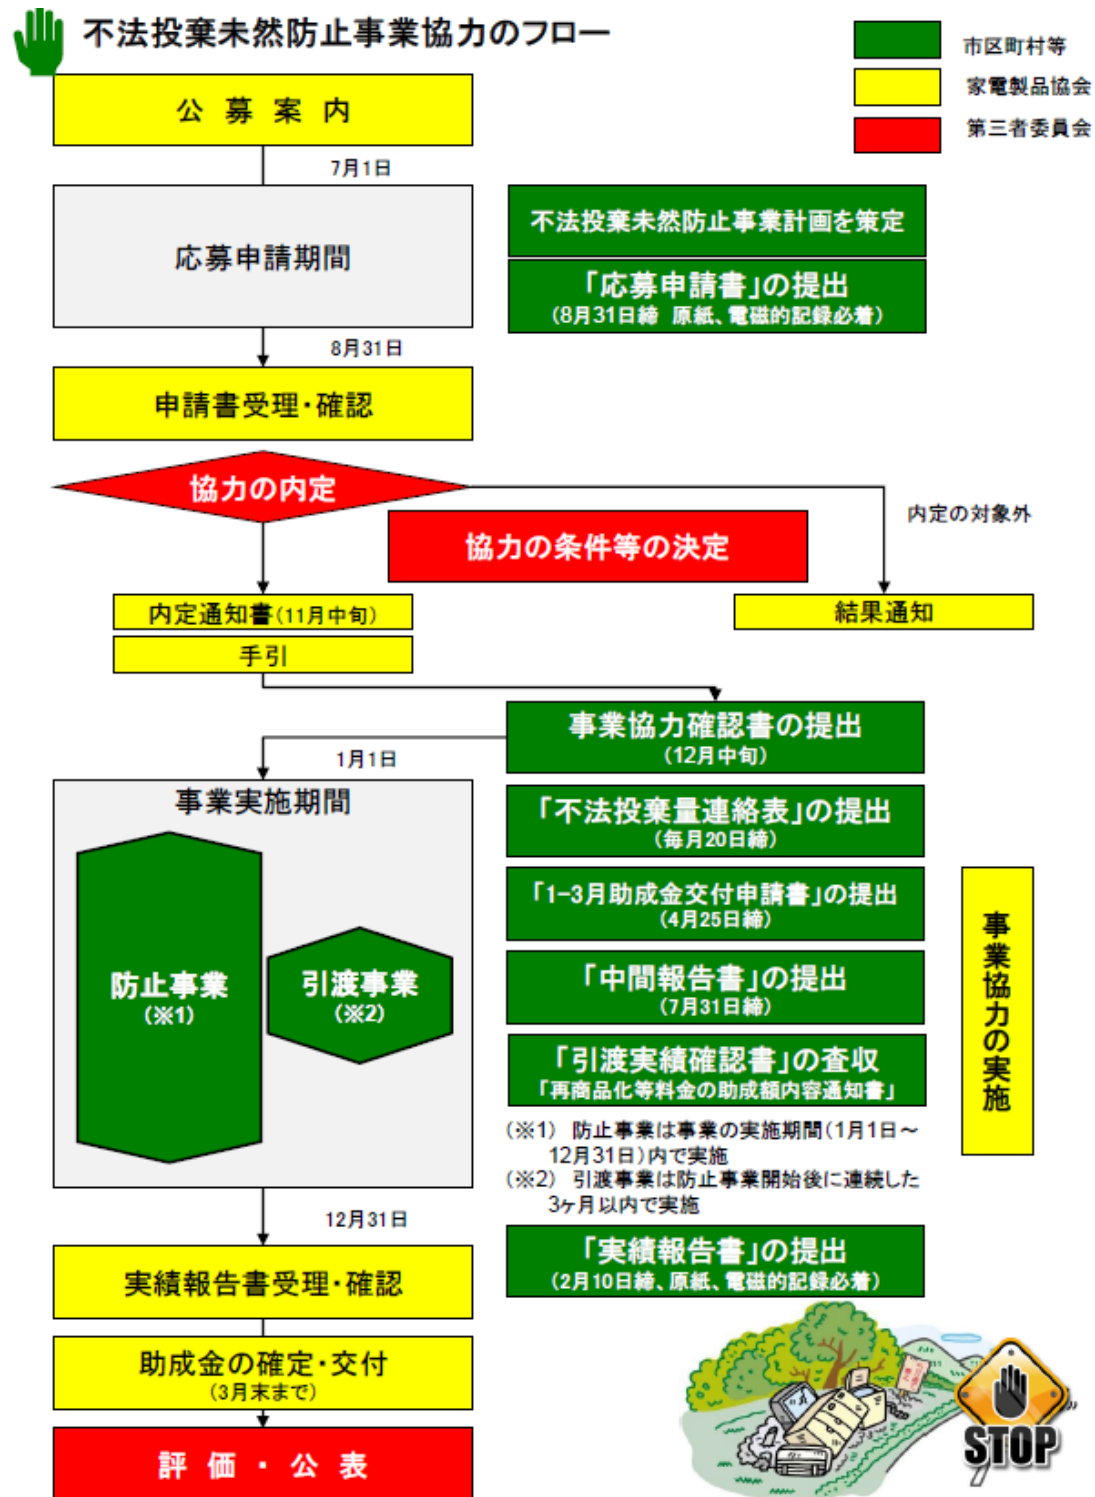 不法投棄未然防止事業協力のフロー
市区町村等
家電製品協会
第三者委員会
公 募 案 内
7月1日
応募申請期間
不法投棄未然防止事業計画を策定
「応募申請書」の提出
(8月31日締 原紙、電磁的記録必着)
8月31日
申請書受理・確認
協力の内定
内定の対象外
協力の条件等の決定
内定通知書(11月中旬)
結果通知
手引
事業協力確認書の提出
(12月中旬)
1月1日
事業実施期間
「不法投棄量連絡表」の提出
(毎月20日締)
「1-3月助成金交付申請書」の提出
(4月25日締)
防止事業
(※1)
引渡事業
(※2)
「中間報告書」の提出
(7月31日締)
「引渡実績確認書」の査収
「再商品化等料金の助成額内容通知書」
事業協力の実施
(※1) 防止事業は事業の実施期間(1月1日～
12月31日)内で実施
(※2) 引渡事業は防止事業開始後に連続した
3ヶ月以内で実施
12月31日
実績報告書受理・確認
「実績報告書」の提出
(2月10日締、原紙、電磁的記録必着)
助成金の確定・交付
(3月末まで)
評 価 ・ 公 表
STOP